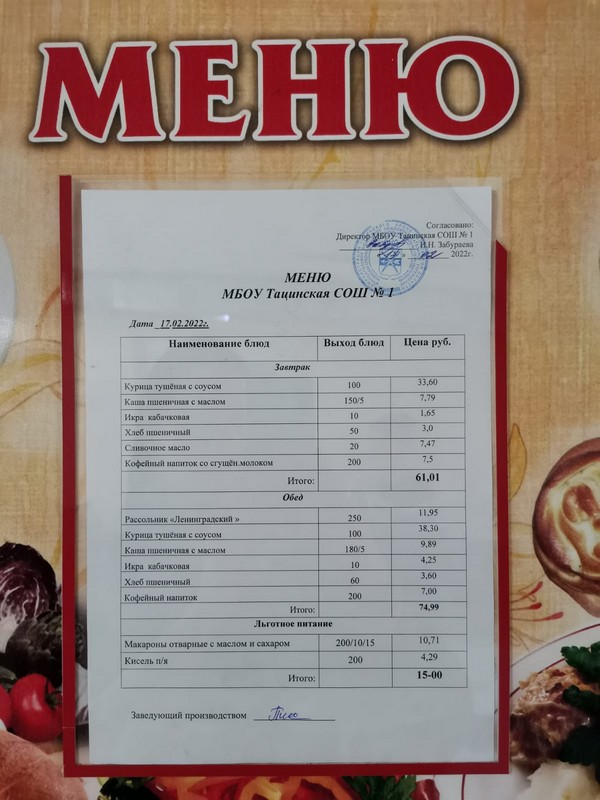 МЕНЮ
Согласовано:
Директор МБОУ Тацинская СОШ № 1
И.Н. Забураева
2022г.
МЕНЮ
МБОУ Тацинская СОШ № 1
Дата 17.02.2022г.
Наименование блюд Выход блюд Цена руб.
Завтрак
Курица тушёная с соусом 100 33,60
Каша пшеничная с маслом 150/5 7,79
Икра кабачковая 10 1,65
Хлеб пшеничный 50 3,0
Сливочное масло 20 7,47
Кофейный напиток со сгущён.молоком 200 7,5
Итого: 61,01
Обед
Рассольник «Ленинградский » 250 11,95
Курица тушёная с соусом 100 38,30
Каша пшеничная с маслом 180/5 9,89
Икра кабачковая 10 4,25
Хлеб пшеничный 60 3,60
Кофейный напиток 200 7,00
Итого: 74,99
Льготное питание
Макароны отварные с маслом и сахаром 200/10/15 10,71
Кисель п/я 200 4,29
Итого: 15-00
Заведующий производством